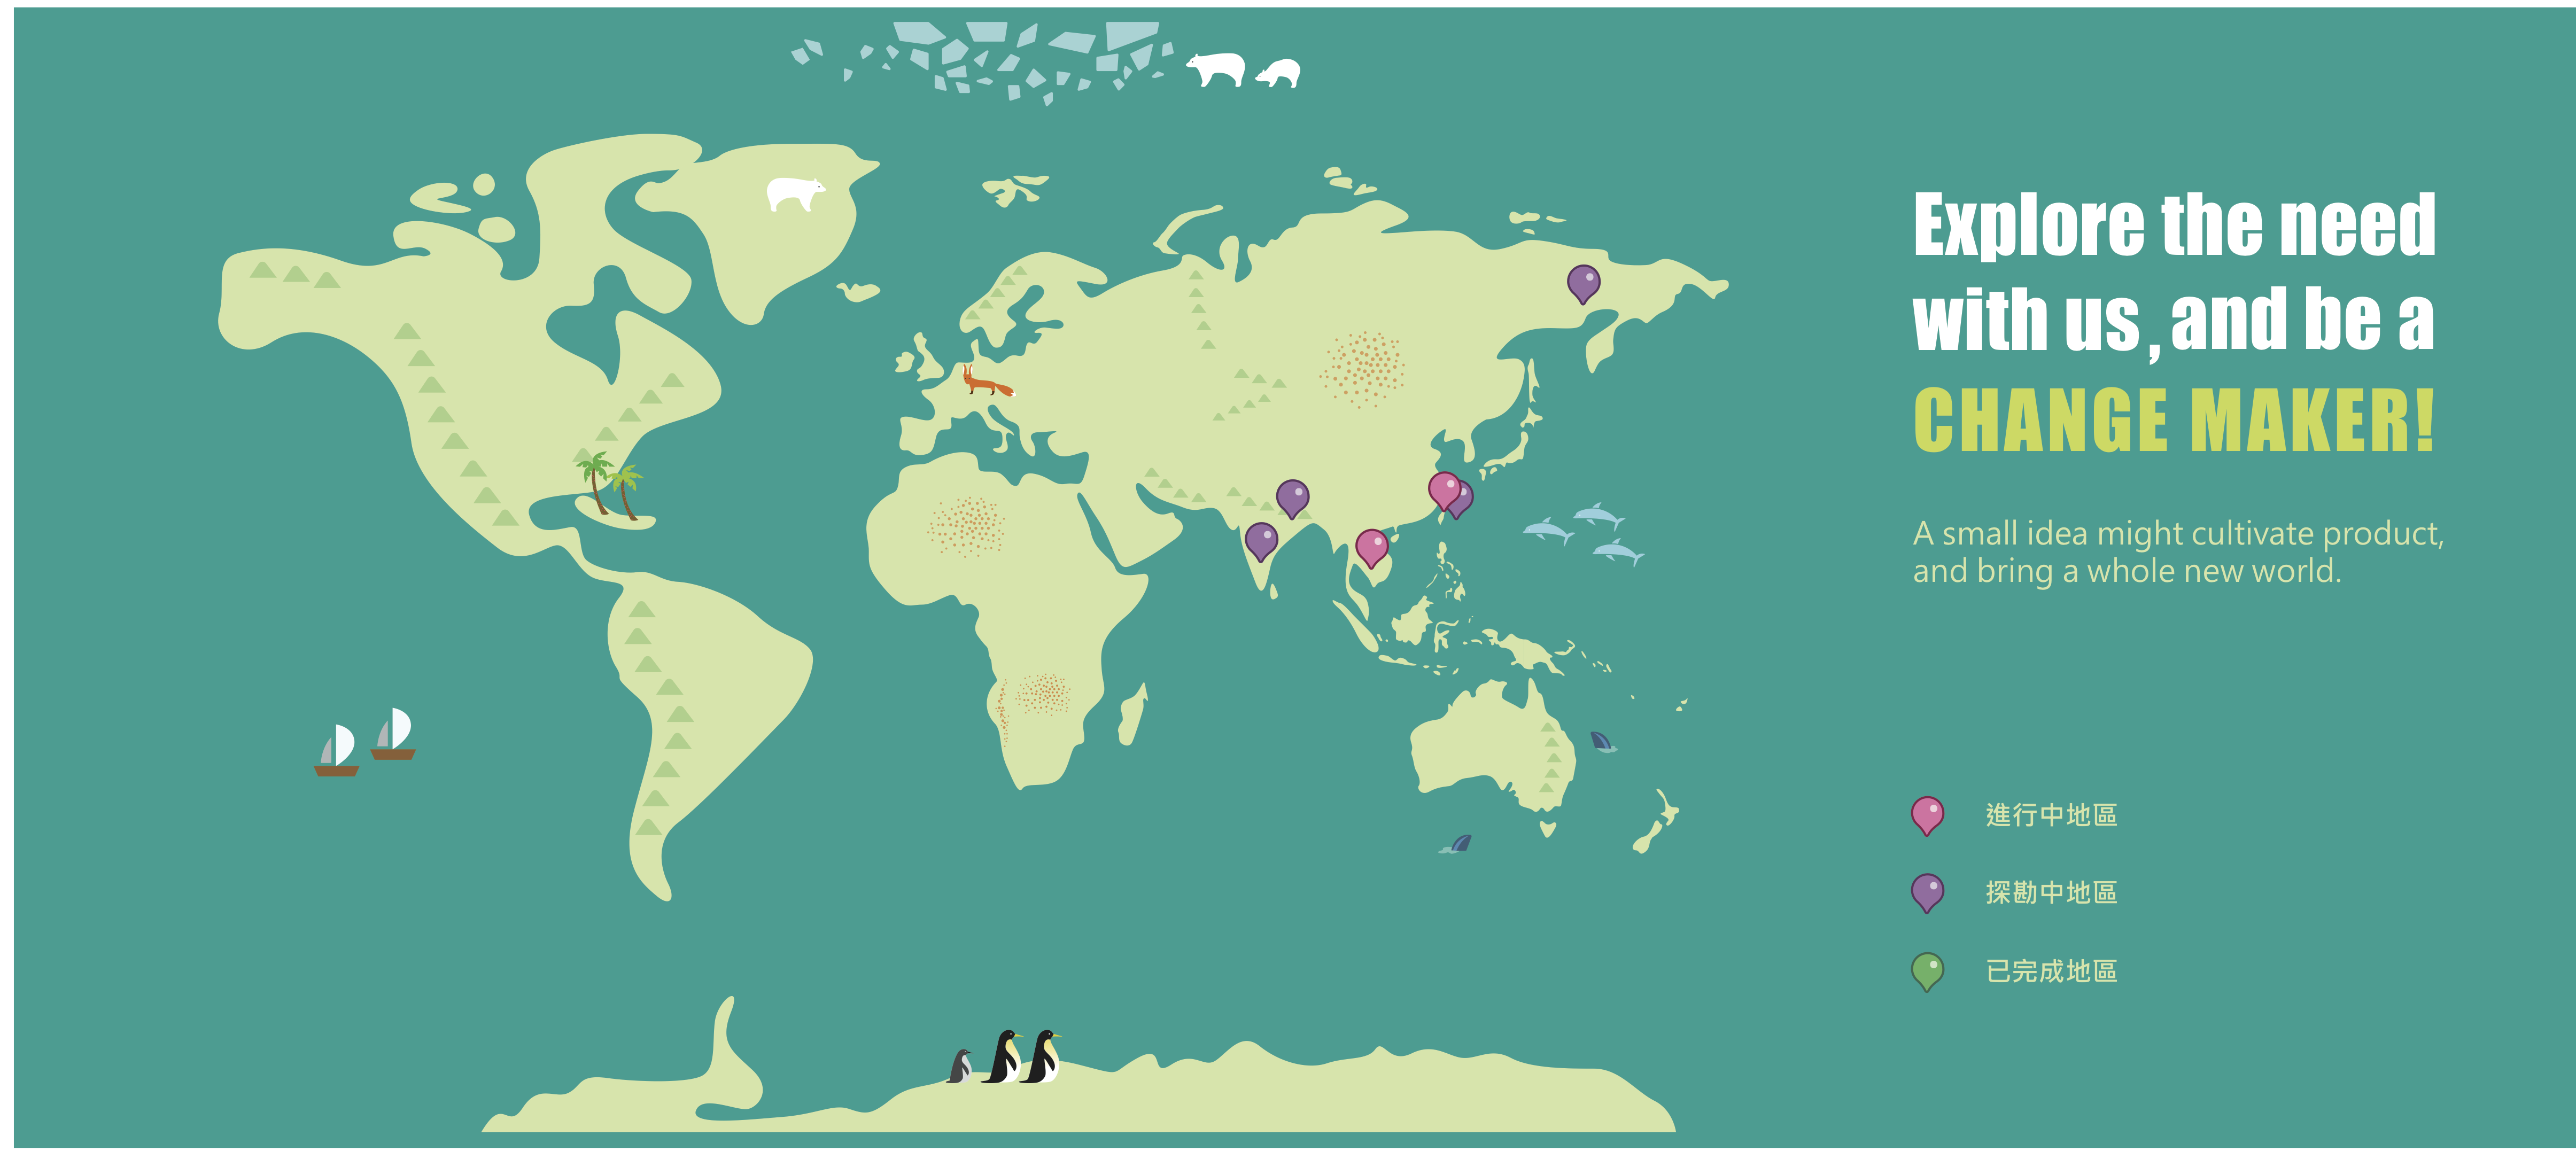 Explore the need
with us, and be a
CHANGE MAKER!
A small idea might cultivate product,
and bring a whole new world.
進行中地區
探勘中地區
已完成地區